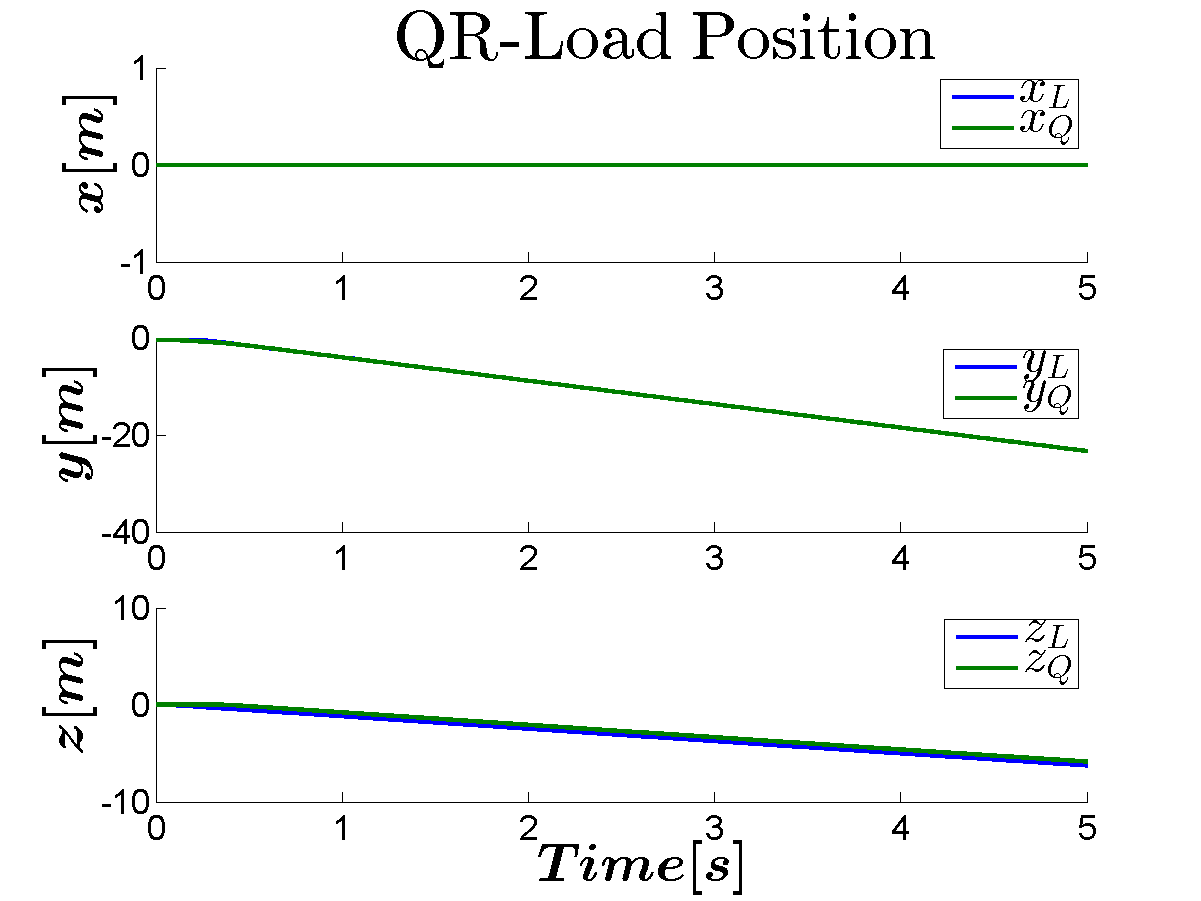 QR-Load Position
1
0
-1
x[m]
x_L
x_Q
0 1 2 3 4 5
0
-20
-40
y[m]
y_L
y_Q
0 1 2 3 4 5
10
0
-10
z[m]
z_L
z_Q
0 1 2 3 4 5
Time[s]